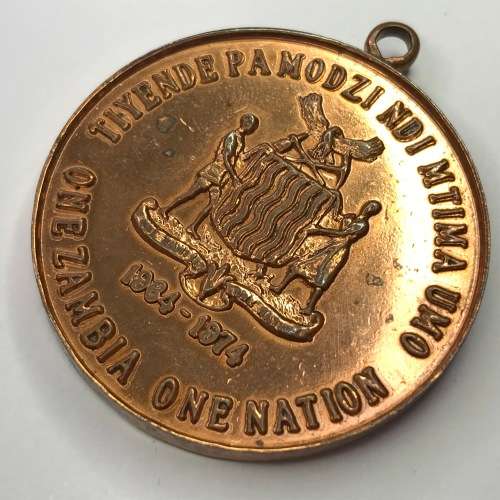 TIYENDE PAMODZI NDI MTIMA UMO
1964-1974
ONE ZAMBIA ONE NATION